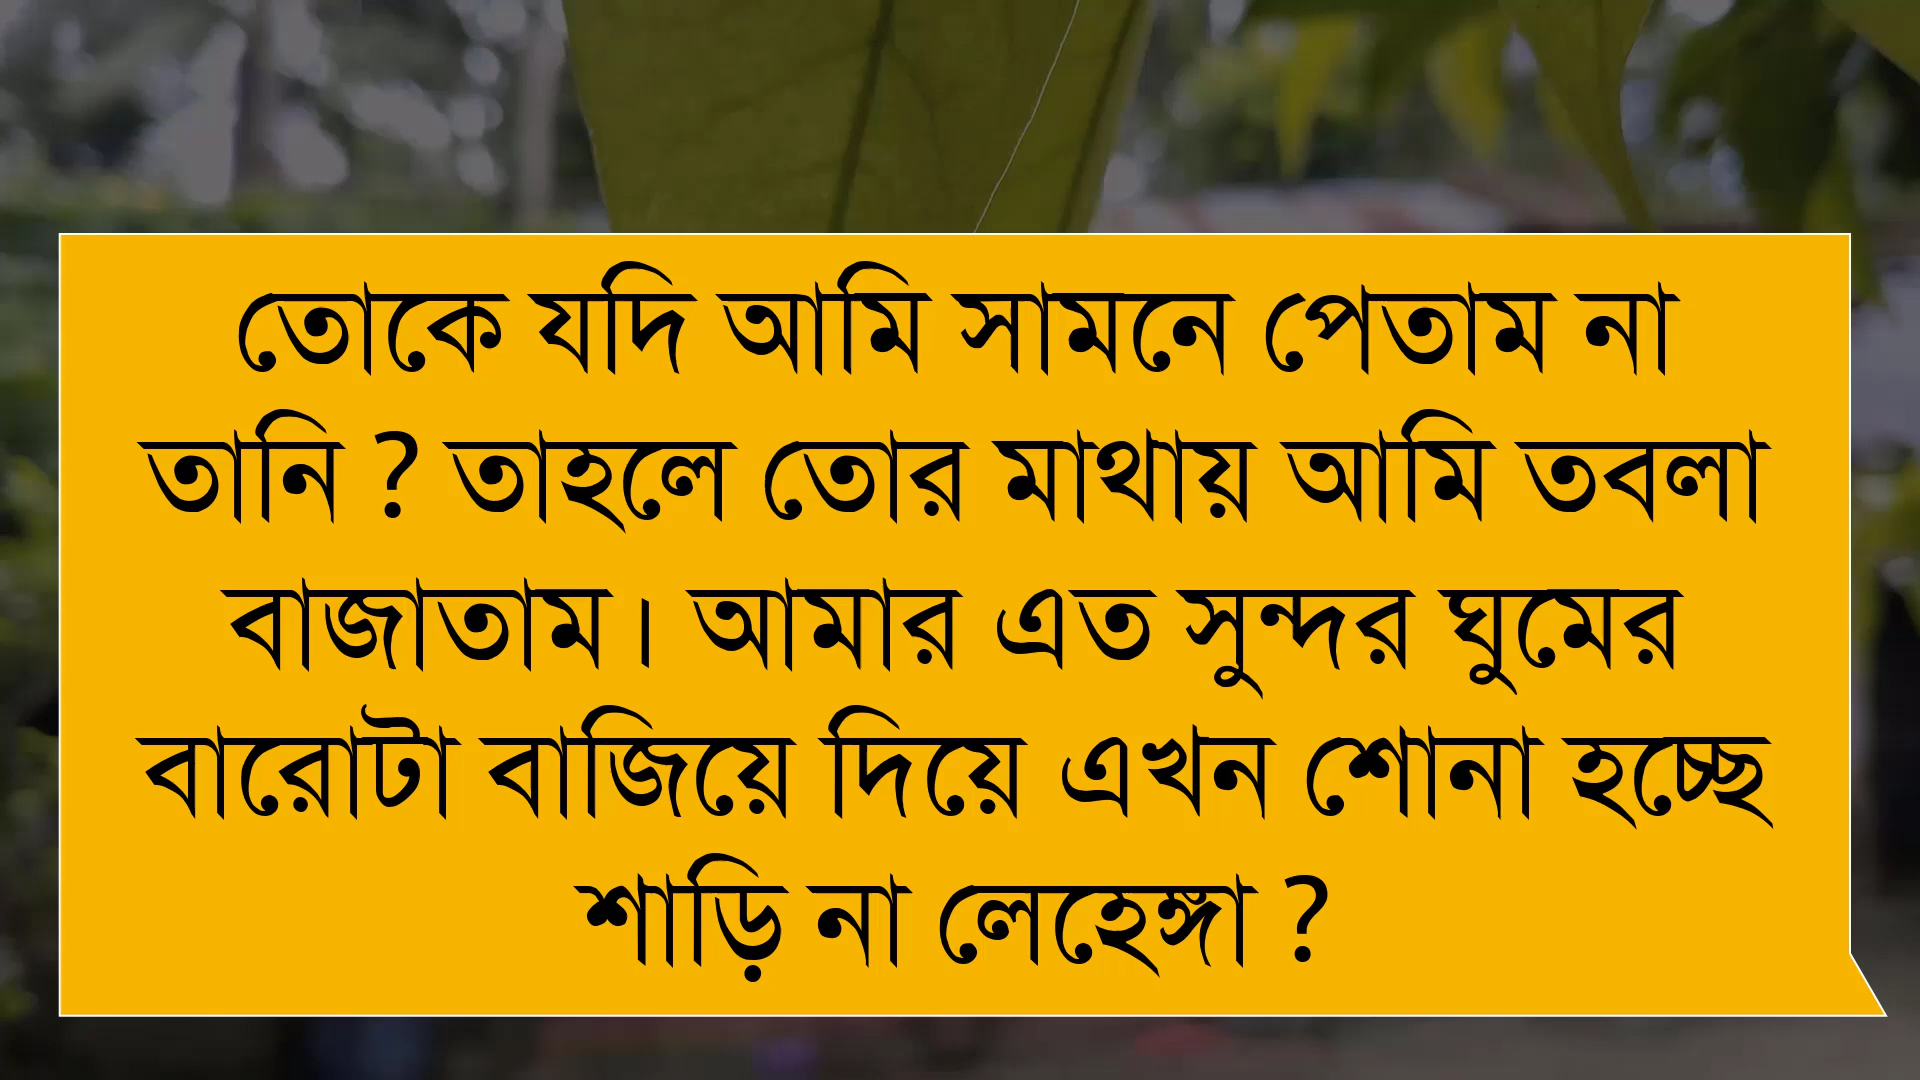 তোকে যদি আমি সামনে পেতাম না
তানি ? তাহলে তোর মাথায় আমি তবলা
বাজাতাম। আমার এত সুন্দর ঘুমের
বারোটা বাজিয়ে দিয়ে এখন শোনা হচ্ছে
শাড়ি না লেহেঙ্গা ?